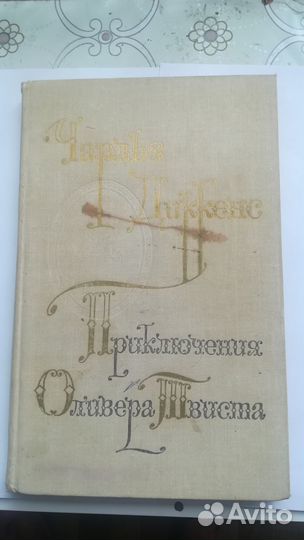 Чарльз
Диккенс
Приключения
Оливера Твиста
Avito